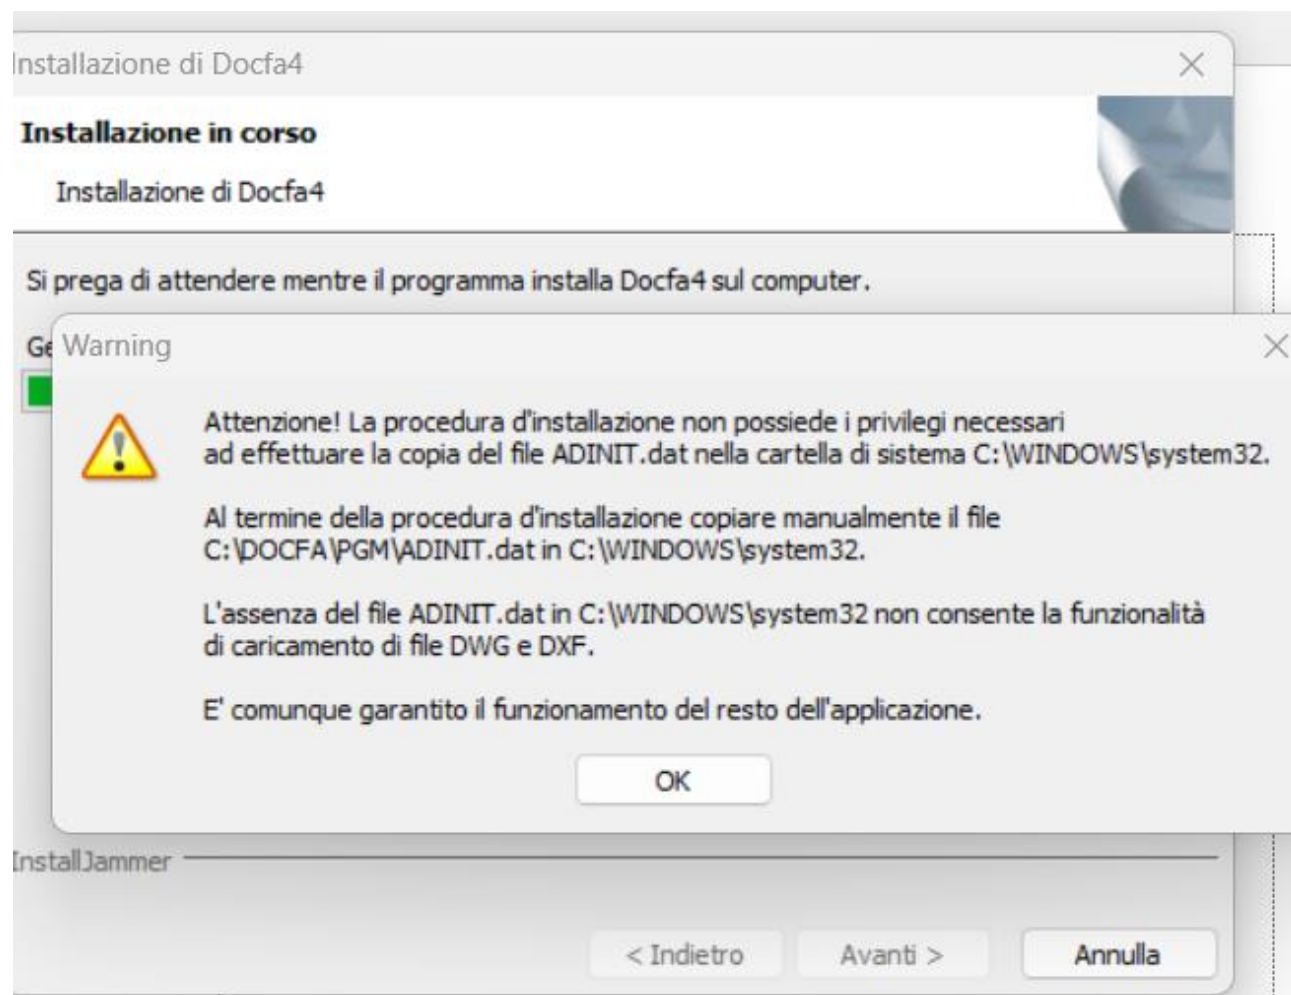 Installazione di Docfa4
Installazione in corso
Installazione di Docfa4
Si prega di attendere mentre il programma installa Docfa4 sul computer.
Ge
Warning
Attenzione! La procedura d'installazione non possiede i privilegi necessari
ad effettuare la copia del file ADINIT.dat nella cartella di sistema C:\WINDOWS\system32.
Al termine della procedura d'installazione copiare manualmente il file
C:\DOCFA\PGM\ADINIT.dat in C:\WINDOWS\system32.
L'assenza del file ADINIT.dat in C:\WINDOWS\system32 non consente la funzionalità
di caricamento di file DWG e DXF.
E' comunque garantito il funzionamento del resto dell'applicazione.
OK
InstallJammer
< Indietro Avanti > Annulla